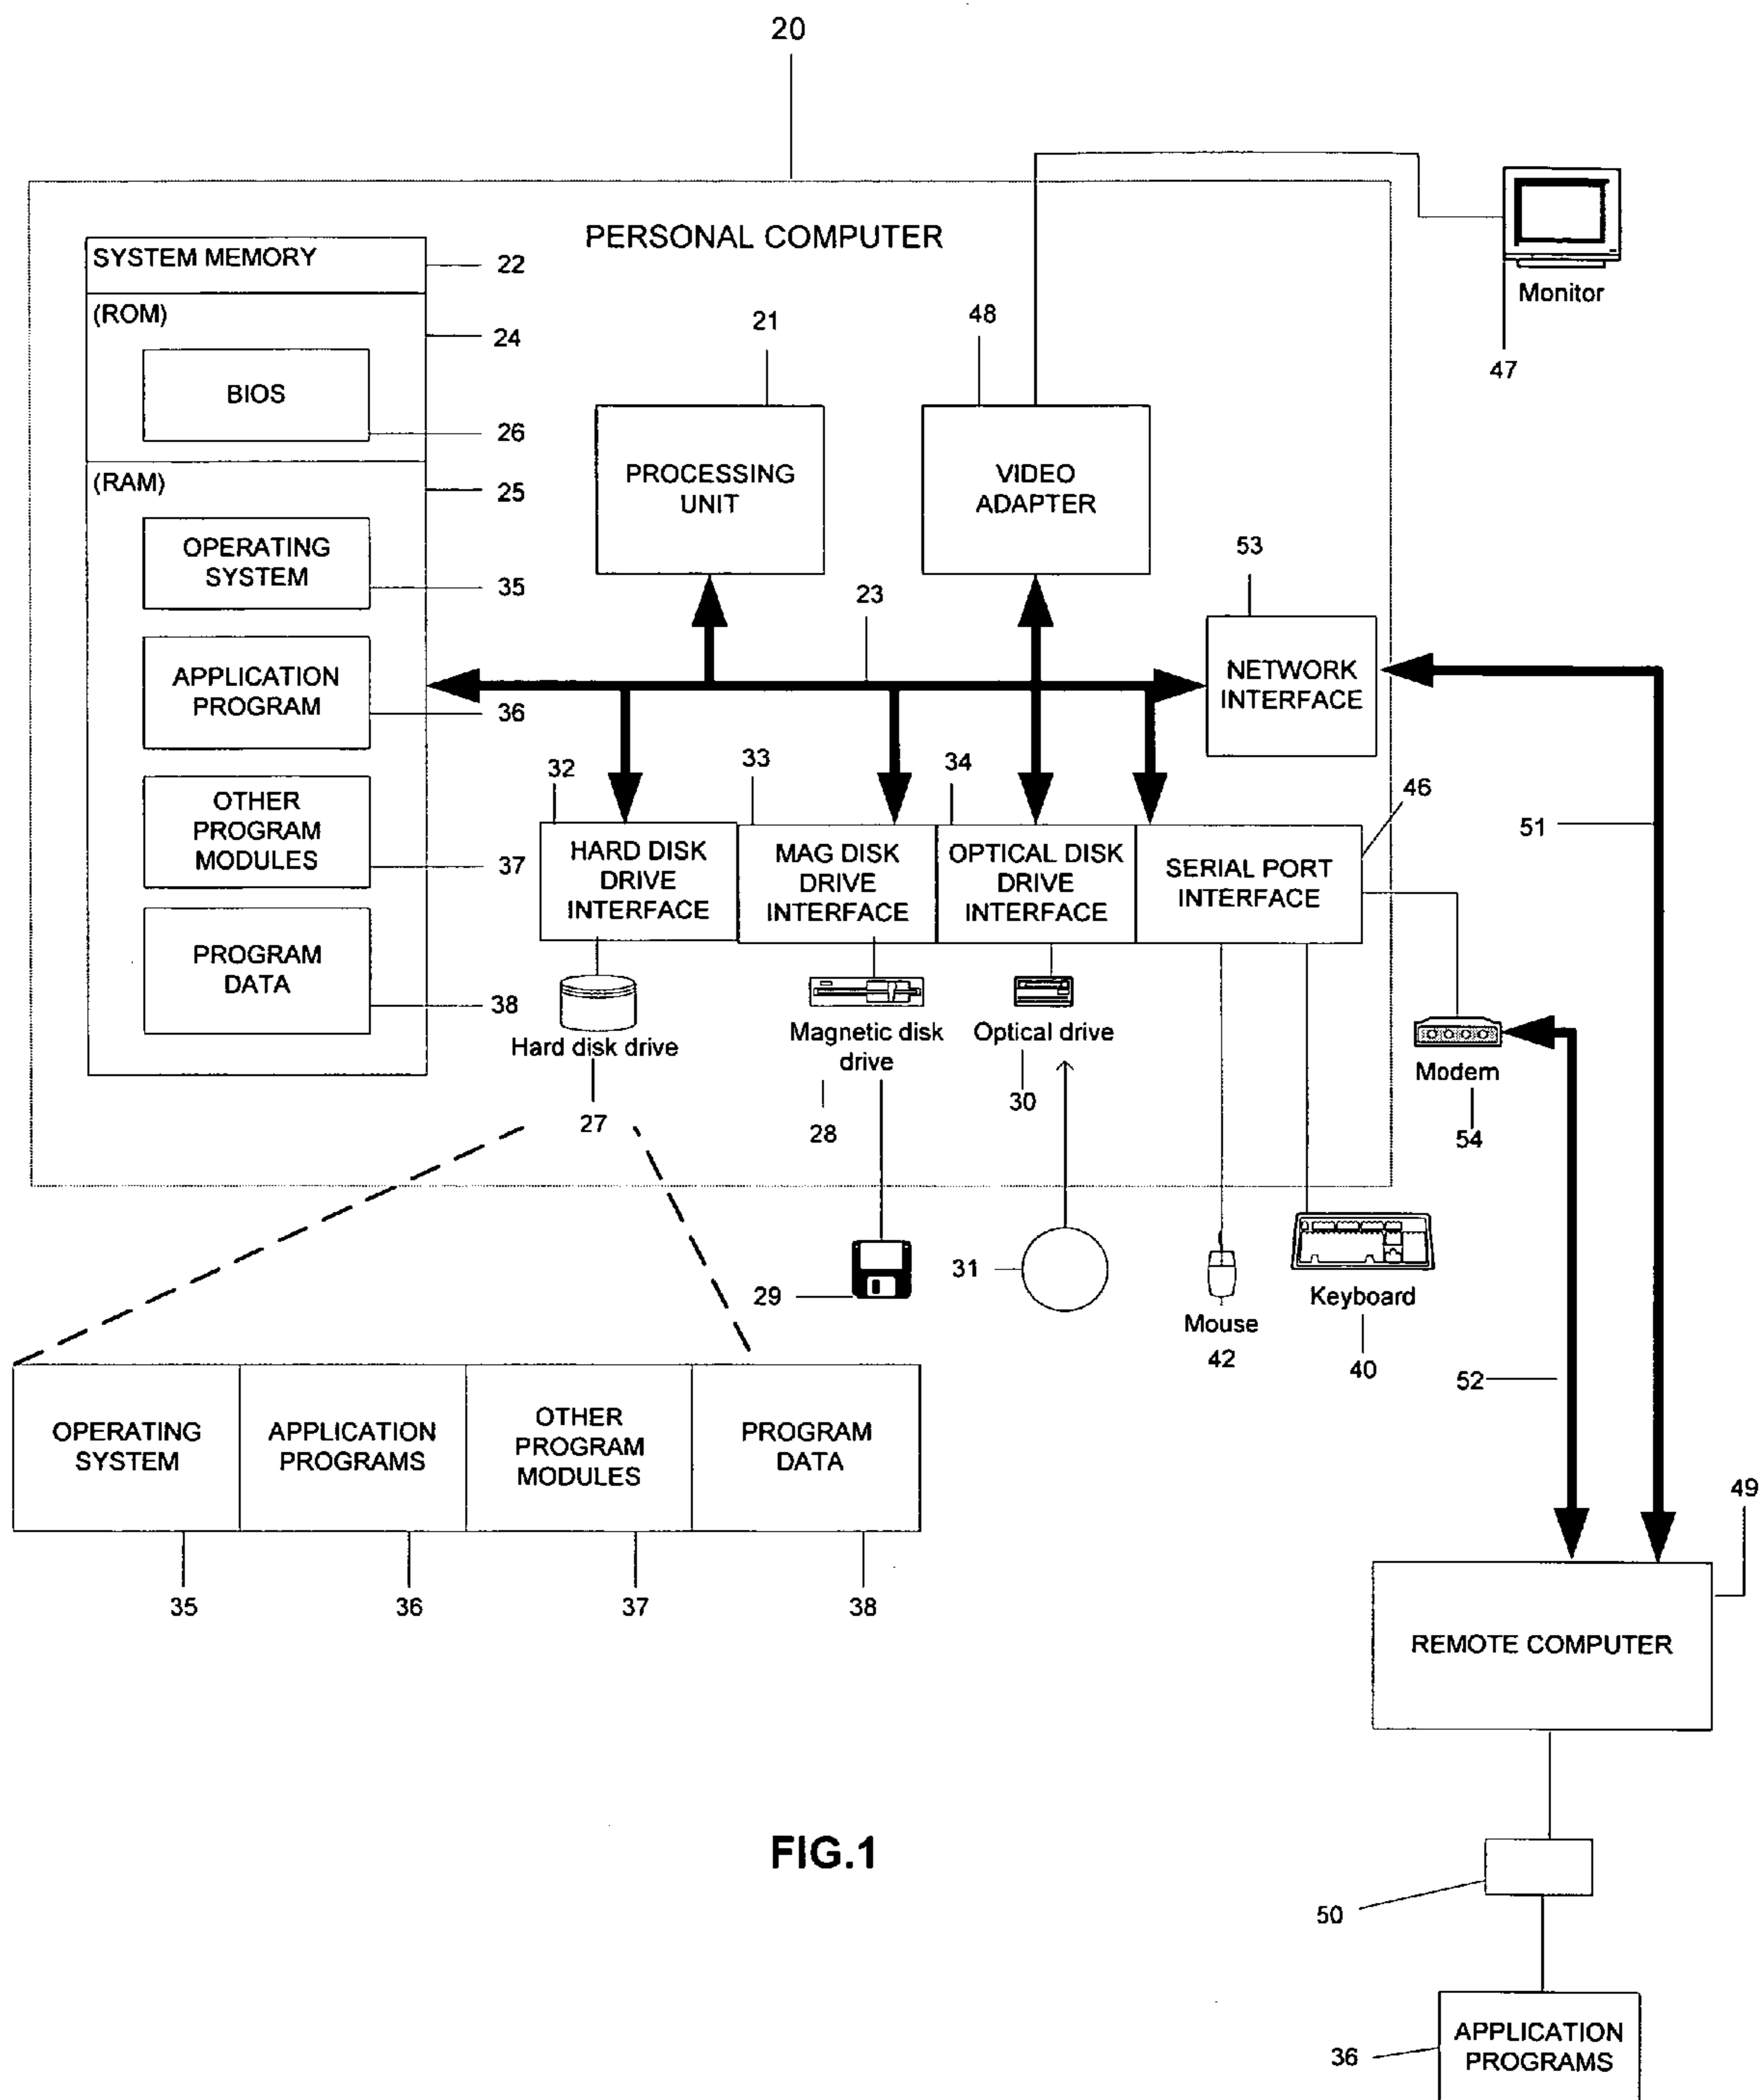 20
PERSONAL COMPUTER
SYSTEM MEMORY
22
(ROM)
24
BIOS
26
(RAM)
25
OPERATING
SYSTEM
35
APPLICATION
PROGRAM
36
OTHER
PROGRAM
MODULES
37
PROGRAM
DATA
38
21
PROCESSING
UNIT
48
VIDEO
ADAPTER
Monitor
47
23
53
NETWORK
INTERFACE
32
HARD DISK
DRIVE
INTERFACE
33
MAG DISK
DRIVE
INTERFACE
34
OPTICAL DISK
DRIVE
INTERFACE
46
SERIAL PORT
INTERFACE
51
Hard disk drive
27
Magnetic disk
drive
28
Optical drive
30
Modem
54
29
31
Mouse
42
Keyboard
40
52
OPERATING
SYSTEM
35
APPLICATION
PROGRAMS
36
OTHER
PROGRAM
MODULES
37
PROGRAM
DATA
38
49
REMOTE COMPUTER
50
36
APPLICATION
PROGRAMS
FIG.1